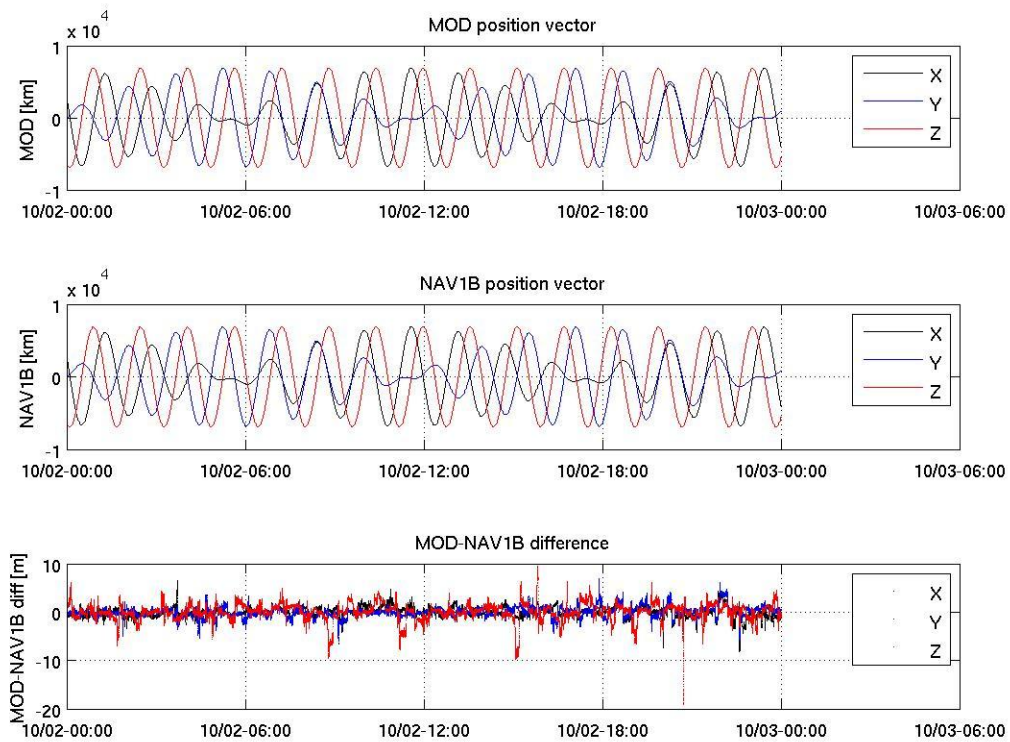 x 10 4
MOD position vector
MOD [km]
1
0
-1
X
Y
Z
10/02-00:00 10/02-06:00 10/02-12:00 10/02-18:00 10/03-00:00 10/03-06:00
x 10 4
NAV1B position vector
NAV1B [km]
1
0
-1
X
Y
Z
10/02-00:00 10/02-06:00 10/02-12:00 10/02-18:00 10/03-00:00 10/03-06:00
MOD-NAV1B difference
MOD-NAV1B diff [m]
10
0
-10
-20
X
Y
Z
10/02-00:00 10/02-06:00 10/02-12:00 10/02-18:00 10/03-00:00 10/03-06:00